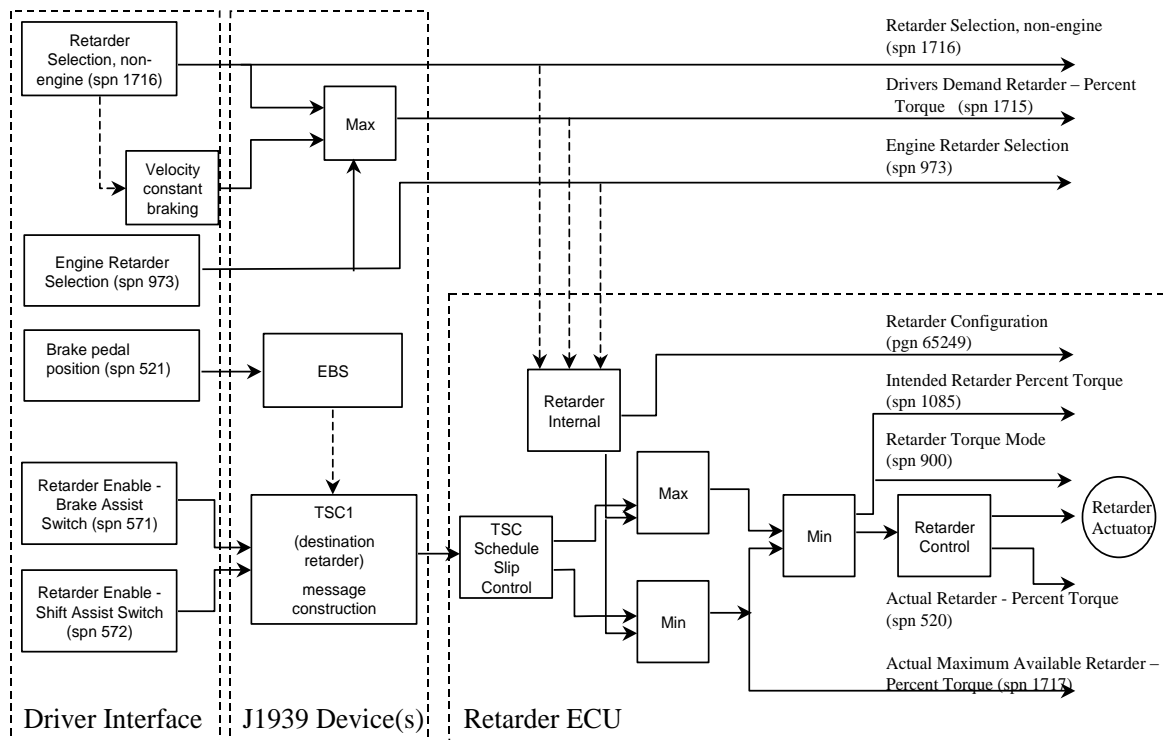 Retarder
Selection, non-
engine (spn 1716)
Velocity
constant
braking
Engine Retarder
Selection (spn 973)
Brake pedal
position (spn 521)
Retarder Enable -
Brake Assist
Switch (spn 571)
Retarder Enable -
Shift Assist Switch
(spn 572)
Driver Interface
Max
EBS
TSC1
(destination
retarder)
message
construction
J1939 Device(s)
Retarder Selection, non-engine
(spn 1716)
Drivers Demand Retarder – Percent
Torque (spn 1715)
Engine Retarder Selection
(spn 973)
Retarder
Internal
TSC
Schedule
Slip
Control
Max
Min
Min
Retarder
Control
Retarder
Actuator
Retarder Configuration
(pgn 65249)
Intended Retarder Percent Torque
(spn 1085)
Retarder Torque Mode
(spn 900)
Actual Retarder - Percent Torque
(spn 520)
Actual Maximum Available Retarder –
Percent Torque (spn 1717)
Retarder ECU